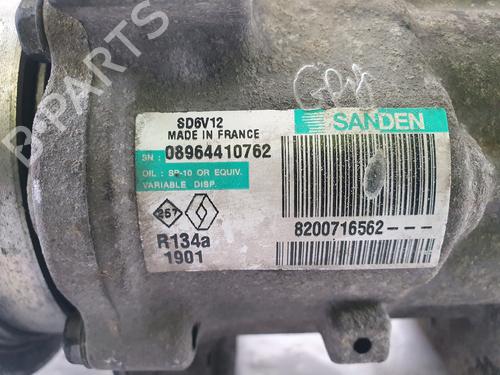 B PARTS
SD6V12
MADE IN FRANCE
SN : 08964410762
OIL : SP-10 OR EQUIV.
VARIABLE DISP.
SANDEN
257
R134a
1901
8200716562---